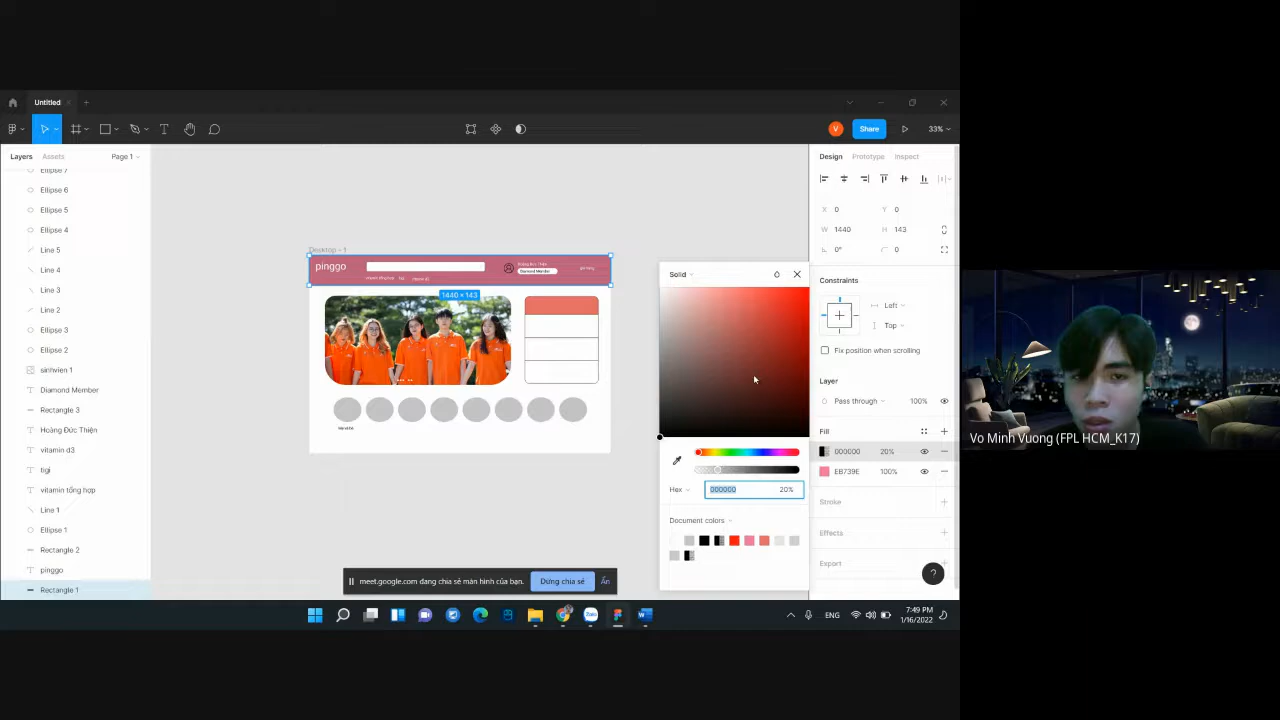 Untitled
Share
33%
Layers
Assets
Page 1
Ellipse 7
Ellipse 6
Ellipse 5
Ellipse 4
Line 5
Line 4
Line 3
Line 2
Ellipse 3
Ellipse 2
sinhvien 1
Diamond Member
Rectangle 3
Hoàng Đức Thiện
vitamin d3
tigi
vitamin tổng hợp
Line 1
Ellipse 1
Rectangle 2
pinggo
Rectangle 1
Desktop - 1
pinggo
Diamond Member
1440 × 143
Solid
Hex
000000
20%
Document colors
Design
Prototype
Inspect
X
0
Y
0
W
1440
H
143
0°
0
Constraints
Left
Top
Fix position when scrolling
Layer
Pass through
100%
Fill
000000
20%
EB739E
100%
Stroke
Effects
Export
?
meet.google.com đang chia sẻ màn hình của bạn.
Dừng chia sẻ
Ẩn
Zalo
ENG
7:49 PM
1/16/2022
Vo Minh Vuong (FPL HCM_K17)